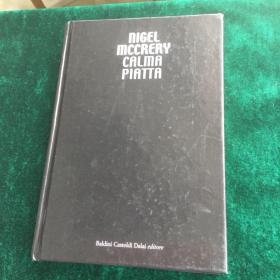 NIGEL
MCCRERY
CALMA
PIATTA
Baldini Castoldi Dalai editore